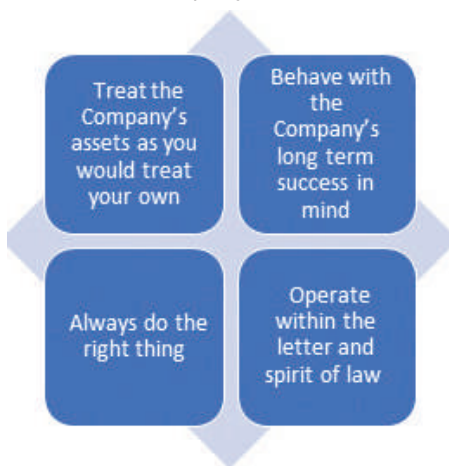 Treat the
Company's
assets as you
would treat
your own
Behave with
the
Company's
long term
success in
mind
Always do the
right thing
Operate
within the
letter and
spirit of law